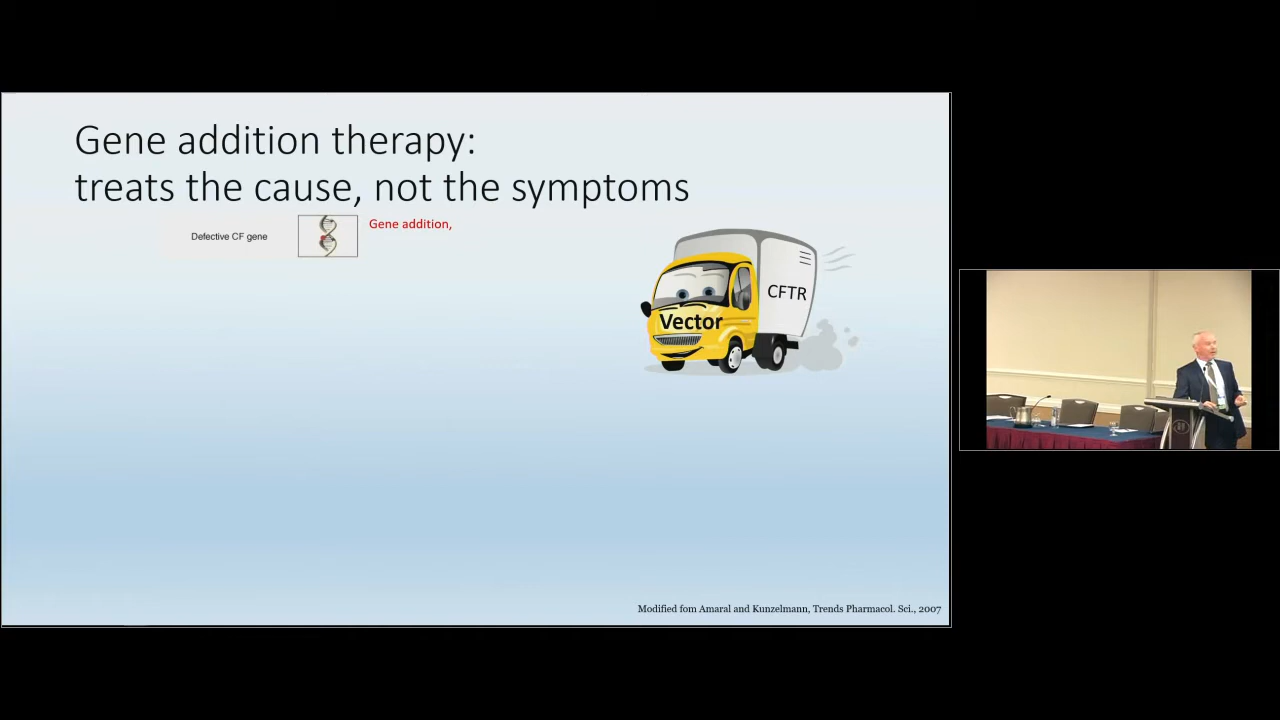 Gene addition therapy:
treats the cause, not the symptoms
Defective CF gene
Gene addition,
CFTR
Vector
Modified fom Amaral and Kunzelmann, Trends Pharmacol. Sci., 2007